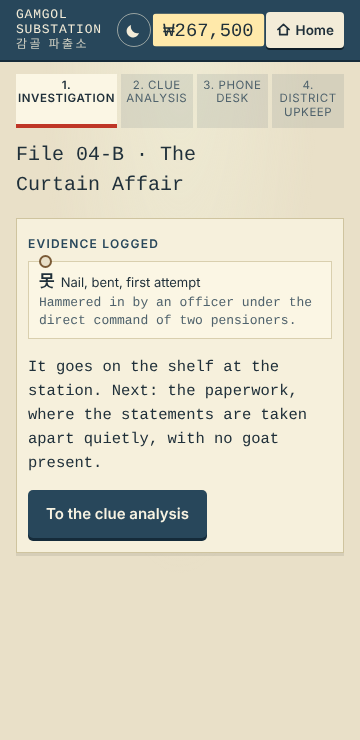 GAMGOL
SUBSTATION
감골 파출소
₩267,500
Home
1.
INVESTIGATION
2. CLUE
ANALYSIS
3. PHONE
DESK
4.
DISTRICT
UPKEEP
File 04-B · The
Curtain Affair
EVIDENCE LOGGED
못 Nail, bent, first attempt
Hammered in by an officer under the
direct command of two pensioners.
It goes on the shelf at the
station. Next: the paperwork,
where the statements are taken
apart quietly, with no goat
present.
To the clue analysis